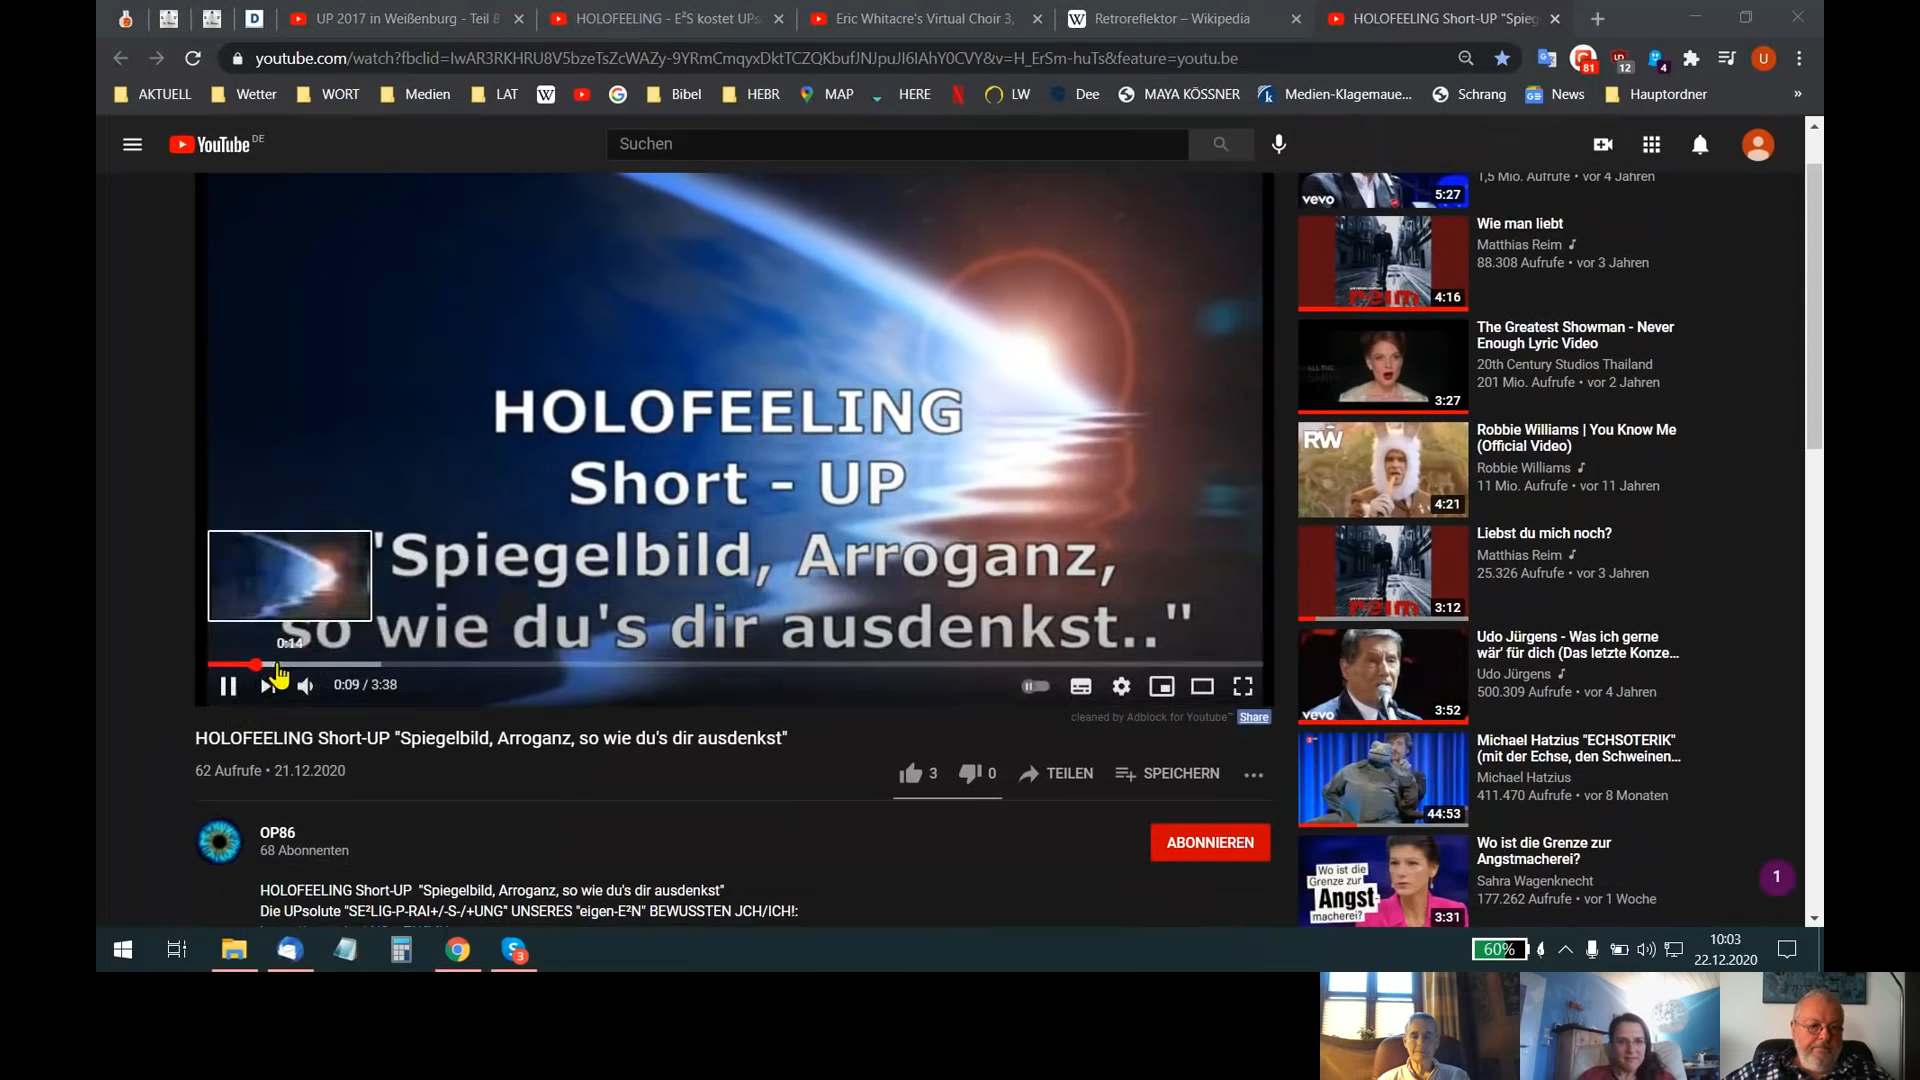 UP 2017 in Weißenburg - Teil 8
HOLOFEELING - E²S kostet UPs
Eric Whitacre's Virtual Choir 3,
Retroreflektor – Wikipedia
HOLOFEELING Short-UP "Spieg
youtube.com/watch?fbclid=IwAR3RKHRU8V5bzeTsZcWAZy-9YRmCmqyxDktTCZQKbufJNJpuJI6IAhY0CVY&v=H_ErSm-huTs&feature=youtu.be
81
12
4
U
AKTUELL
Wetter
WORT
Medien
LAT
Bibel
HEBR
MAP
HERE
LW
Dee
MAYA KÖSSNER
Medien-Klagemaue...
Schrang
News
Hauptordner
»
YouTube DE
Suchen
HOLOFEELING
Short - UP
"Spiegelbild, Arroganz,
so wie du's dir ausdenkst.."
0:14
0:09 / 3:38
cleaned by Adblock for Youtube™ Share
HOLOFEELING Short-UP "Spiegelbild, Arroganz, so wie du's dir ausdenkst"
62 Aufrufe • 21.12.2020
3
0
TEILEN
SPEICHERN
OP86
68 Abonnenten
ABONNIEREN
HOLOFEELING Short-UP "Spiegelbild, Arroganz, so wie du's dir ausdenkst"
Die UPsolute "SE²LIG-P-RAI+/-S-/+UNG" UNSERES "eigen-E²N" BEWUSSTEN JCH/ICH!:
vevo
5:27
1,5 Mio. Aufrufe • vor 4 Jahren
reim
4:16
Wie man liebt
Matthias Reim
88.308 Aufrufe • vor 3 Jahren
3:27
The Greatest Showman - Never
Enough Lyric Video
20th Century Studios Thailand
201 Mio. Aufrufe • vor 2 Jahren
RW
4:21
Robbie Williams | You Know Me
(Official Video)
Robbie Williams
11 Mio. Aufrufe • vor 11 Jahren
reim
3:12
Liebst du mich noch?
Matthias Reim
25.326 Aufrufe • vor 3 Jahren
vevo
3:52
Udo Jürgens - Was ich gerne
wär' für dich (Das letzte Konze...
Udo Jürgens
500.309 Aufrufe • vor 4 Jahren
44:53
Michael Hatzius "ECHSOTERIK"
(mit der Echse, den Schweinen...
Michael Hatzius
411.470 Aufrufe • vor 8 Monaten
Wo ist die
Grenze zur
Angst-
macherei?
3:31
Wo ist die Grenze zur
Angstmacherei?
Sahra Wagenknecht
177.262 Aufrufe • vor 1 Woche
1
3
60%
10:03
22.12.2020